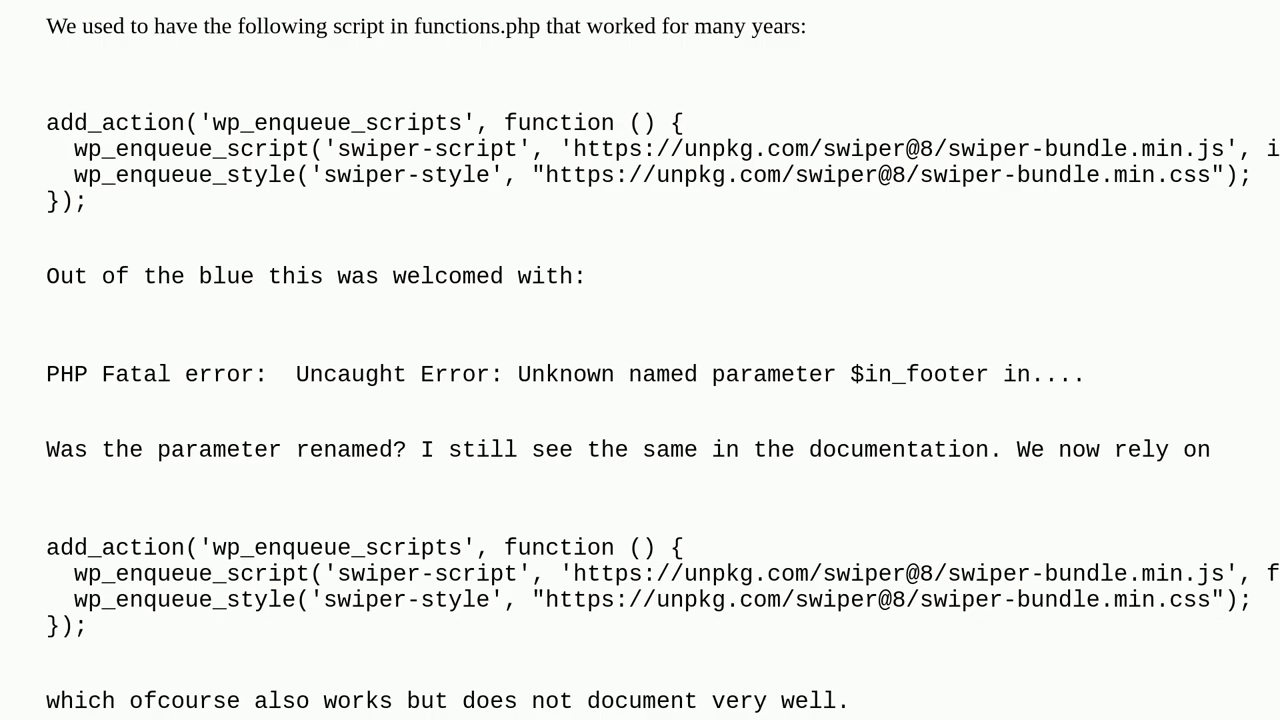 We used to have the following script in functions.php that worked for many years:
add_action('wp_enqueue_scripts', function () {
  wp_enqueue_script('swiper-script', 'https://unpkg.com/swiper@8/swiper-bundle.min.js', i
  wp_enqueue_style('swiper-style', "https://unpkg.com/swiper@8/swiper-bundle.min.css");
});
Out of the blue this was welcomed with:
PHP Fatal error:  Uncaught Error: Unknown named parameter $in_footer in....
Was the parameter renamed? I still see the same in the documentation. We now rely on
add_action('wp_enqueue_scripts', function () {
  wp_enqueue_script('swiper-script', 'https://unpkg.com/swiper@8/swiper-bundle.min.js', f
  wp_enqueue_style('swiper-style', "https://unpkg.com/swiper@8/swiper-bundle.min.css");
});
which ofcourse also works but does not document very well.